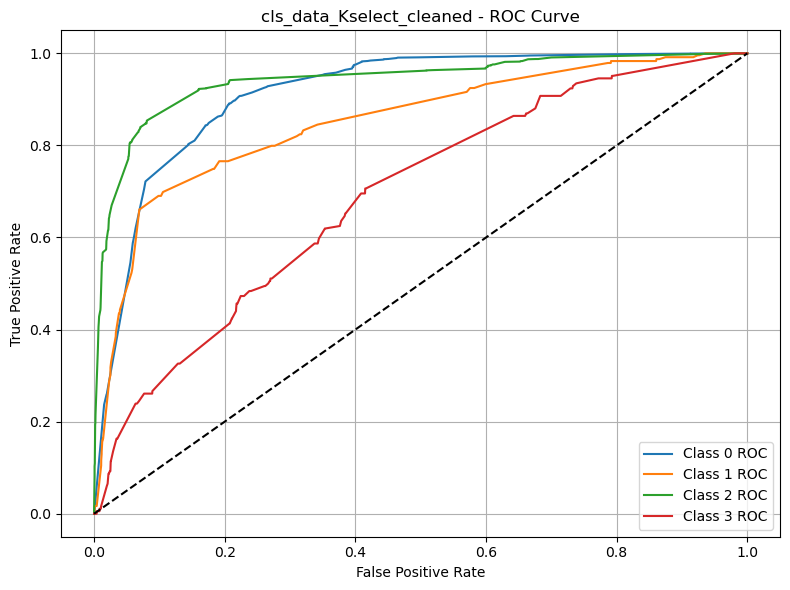 cls_data_Kselect_cleaned - ROC Curve
True Positive Rate
1.0
0.8
0.6
0.4
0.2
0.0
Class 0 ROC
Class 1 ROC
Class 2 ROC
Class 3 ROC
0.0 0.2 0.4 0.6 0.8 1.0
False Positive Rate